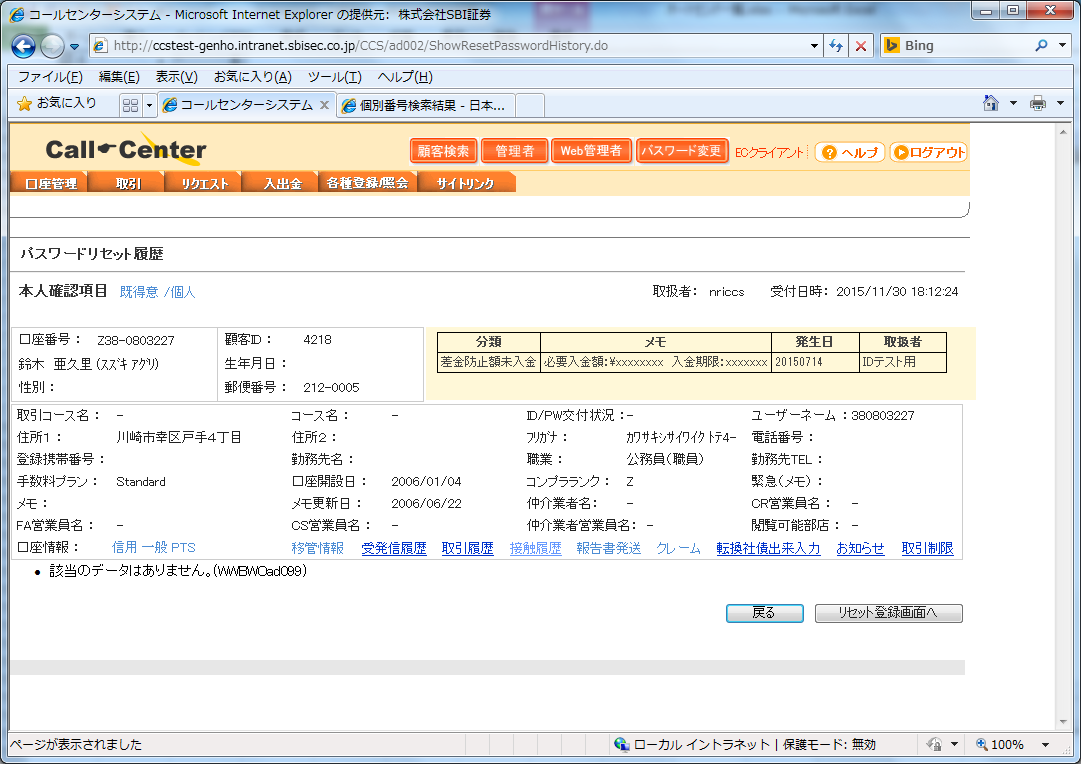 コールセンターシステム - Microsoft Internet Explorer の提供元: 株式会社SBI証券
http://ccstest-genho.intranet.sbisec.co.jp/CCS/ad002/ShowResetPasswordHistory.do Bing
ファイル(F) 編集(E) 表示(V) お気に入り(A) ツール(T) ヘルプ(H)
お気に入り コールセンターシステム 個別番号検索結果 - 日本...
Call Center 顧客検索 管理者 Web管理者 パスワード変更 ECクライアント ヘルプ ログアウト
口座管理 取引 リクエスト 入出金 各種登録/照会 サイトリンク
パスワードリセット履歴
本人確認項目 既得意 /個人 取扱者: nriccs 受付日時: 2015/11/30 18:12:24
口座番号: Z38-0803227 顧客ID: 4218
鈴木 亜久里 (スズキ アグリ) 生年月日:
性別: 郵便番号: 212-0005
分類 メモ 発生日 取扱者
差金防止額未入金 必要入金額:¥xxxxxxxx 入金期限:xxxxxxx 20150714 IDテスト用
取引コース名: - コース名: - ID/PW交付状況:- ユーザーネーム:380803227
住所1: 川崎市幸区戸手4丁目 住所2: フリガナ: カワサキシサイワイク トテ4- 電話番号:
登録携帯番号: 勤務先名: 職業: 公務員(職員) 勤務先TEL:
手数料プラン: Standard 口座開設日: 2006/01/04 コンプラランク: Z 緊急(メモ):
メモ: メモ更新日: 2006/06/22 仲介業者名: - CR営業員名: -
FA営業員名: - CS営業員名: - 仲介業者営業員名: - 閲覧可能部店: -
口座情報: 信用 一般 PTS 移管情報 受発信履歴 取引履歴 接触履歴 報告書発送 クレーム 転換社債出来入力 お知らせ 取引制限
• 該当のデータはありません。(WWBWOad099)
戻る リセット登録画面へ
ページが表示されました ローカル イントラネット | 保護モード: 無効 100%